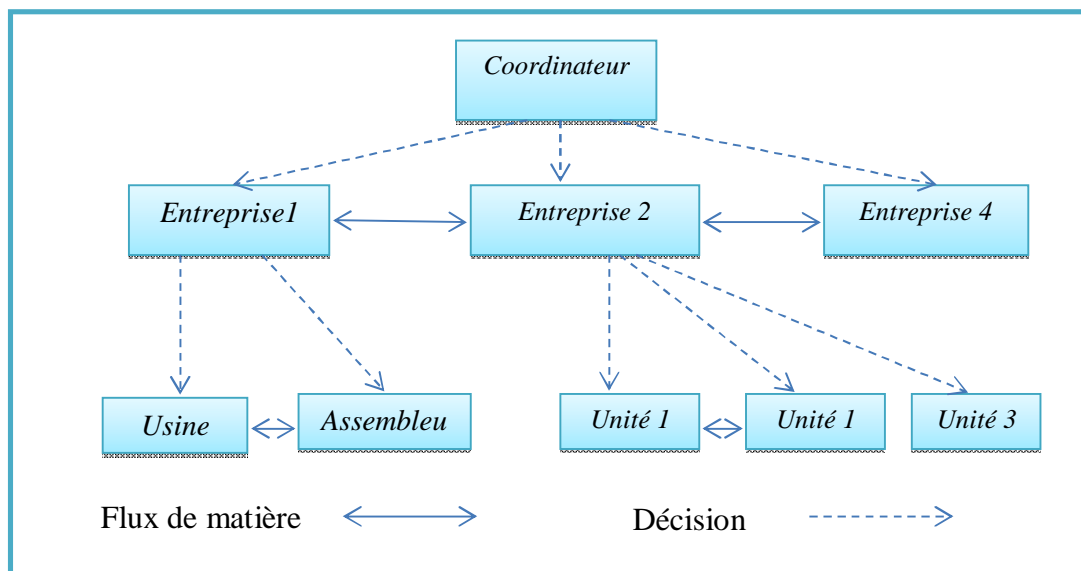 Coordinateur
Entreprise1
Entreprise 2
Entreprise 4
Usine
Assembleu
Unité 1
Unité 1
Unité 3
Flux de matière
Décision